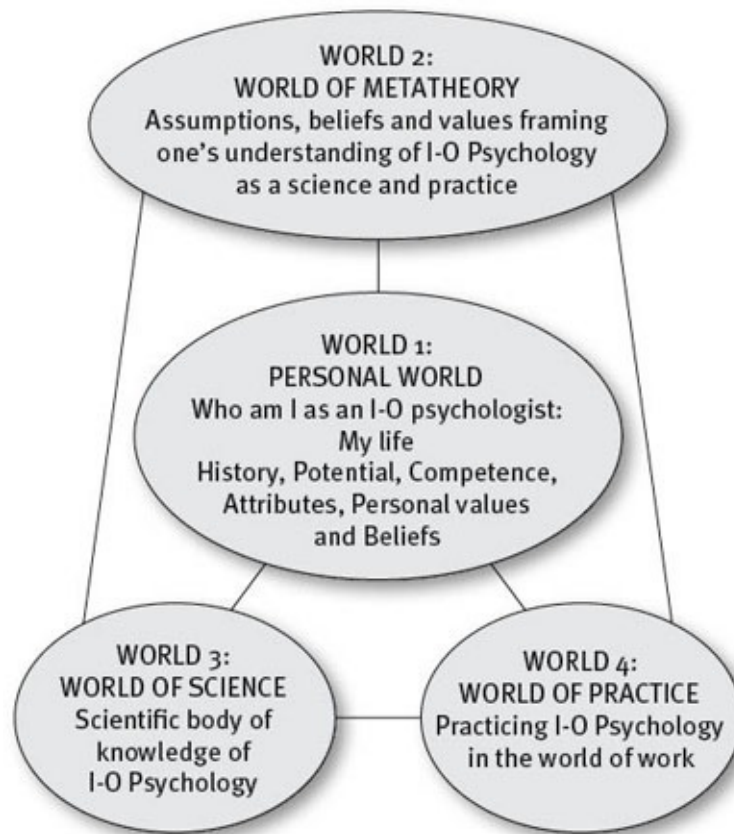 WORLD 2:
WORLD OF METATHEORY
Assumptions, beliefs and values framing
one's understanding of I-O Psychology
as a science and practice
WORLD 1:
PERSONAL WORLD
Who am I as an I-O psychologist:
My life
History, Potential, Competence,
Attributes, Personal values
and Beliefs
WORLD 3:
WORLD OF SCIENCE
Scientific body of
knowledge of
I-O Psychology
WORLD 4:
WORLD OF PRACTICE
Practicing I-O Psychology
in the world of work